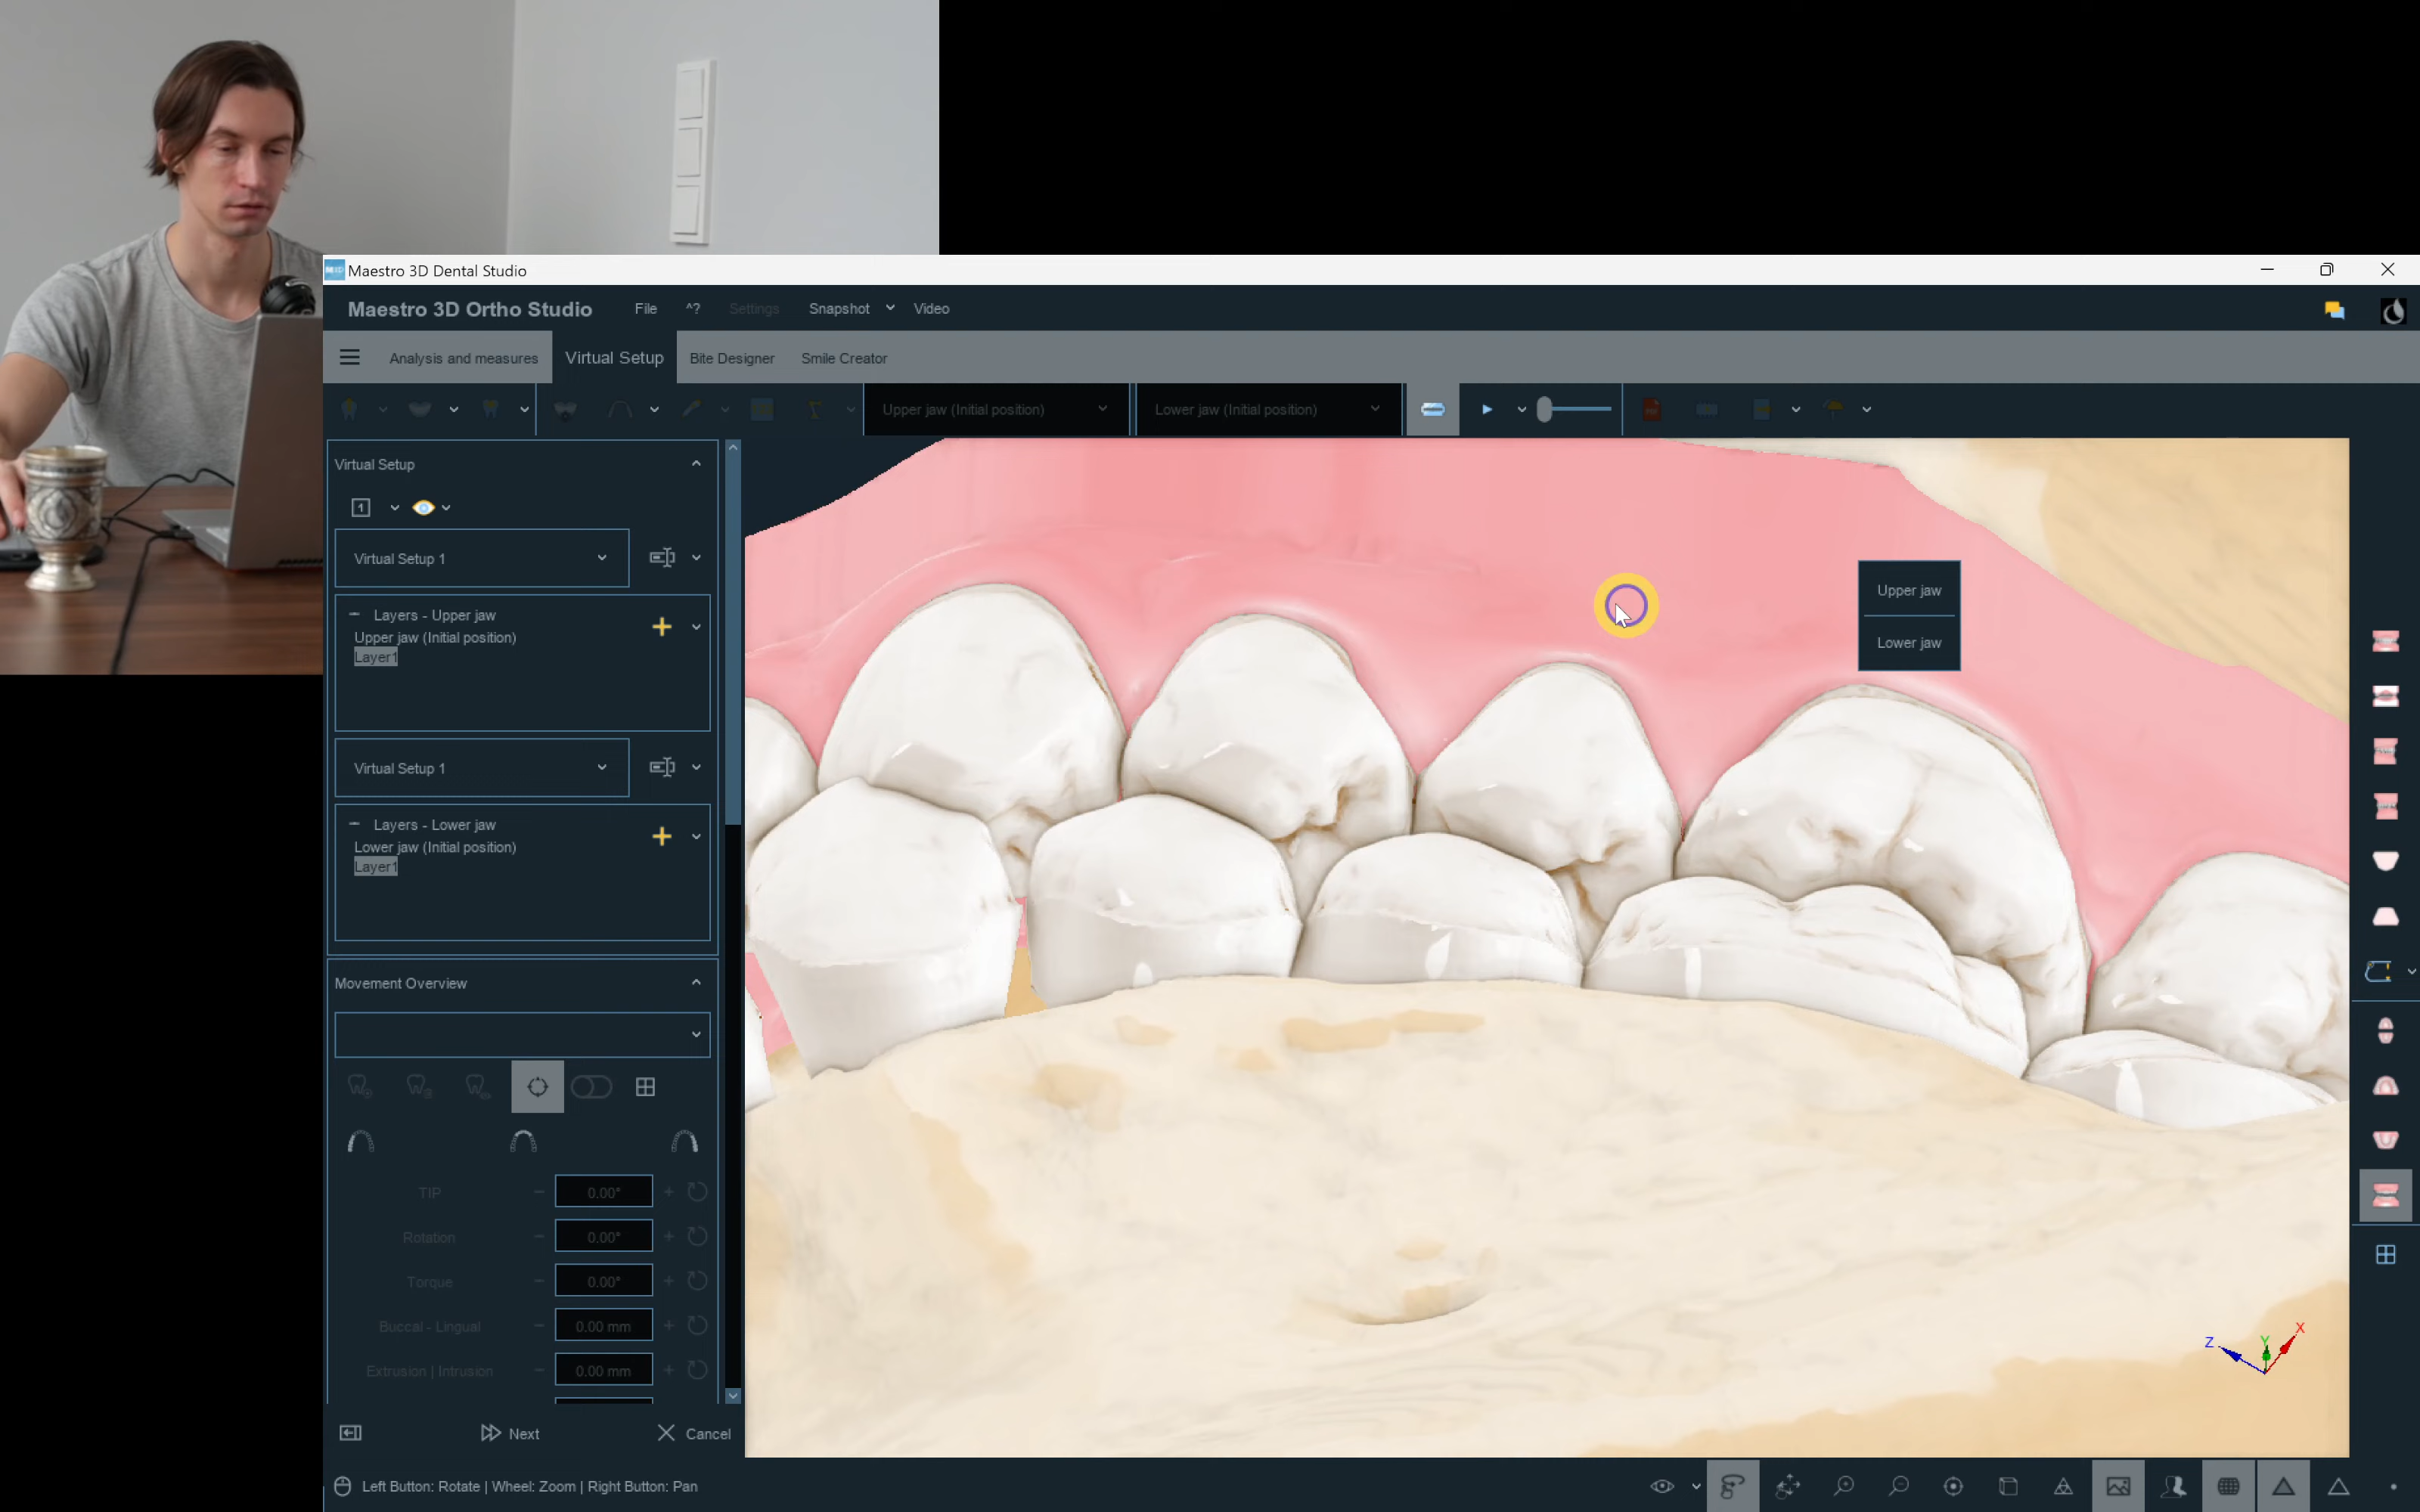 Maestro 3D Dental Studio
Maestro 3D Ortho Studio
File
^?
Settings
Snapshot
Video
Analysis and measures
Virtual Setup
Bite Designer
Smile Creator
Upper jaw (Initial position)
Lower jaw (Initial position)
Virtual Setup
1
Virtual Setup 1
Layers - Upper jaw
Upper jaw (Initial position)
Layer1
Virtual Setup 1
Layers - Lower jaw
Lower jaw (Initial position)
Layer1
Movement Overview
TIP
0.00°
Rotation
0.00°
Torque
0.00°
Buccal - Lingual
0.00 mm
Extrusion | Intrusion
0.00 mm
Next
Cancel
Left Button: Rotate | Wheel: Zoom | Right Button: Pan
Upper jaw
Lower jaw
Z
Y
X